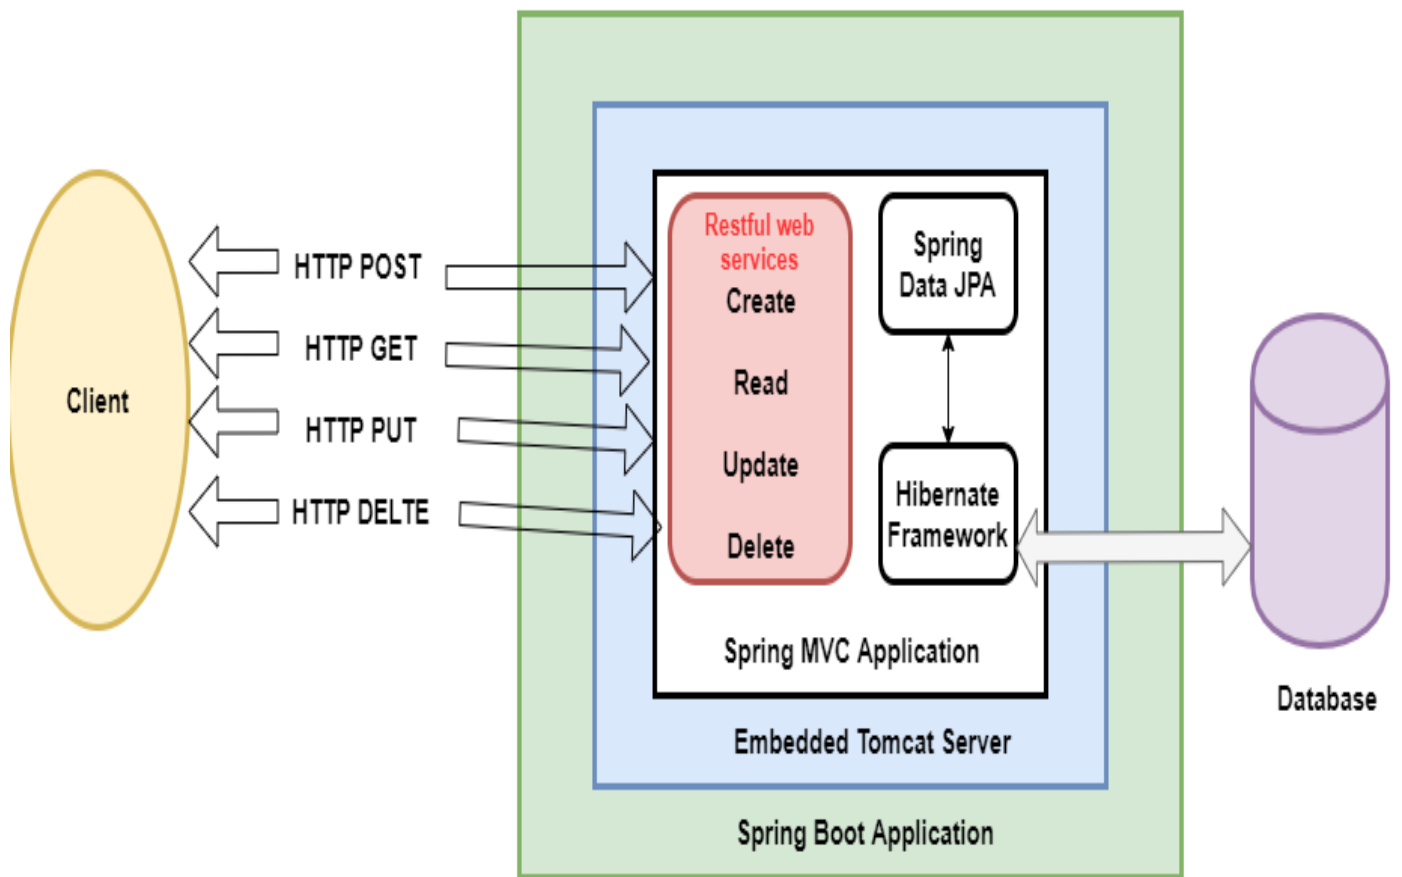 Client
HTTP POST
HTTP GET
HTTP PUT
HTTP DELTE
Restful web
services
Create
Read
Update
Delete
Spring
Data JPA
Hibernate
Framework
Spring MVC Application
Embedded Tomcat Server
Spring Boot Application
Database